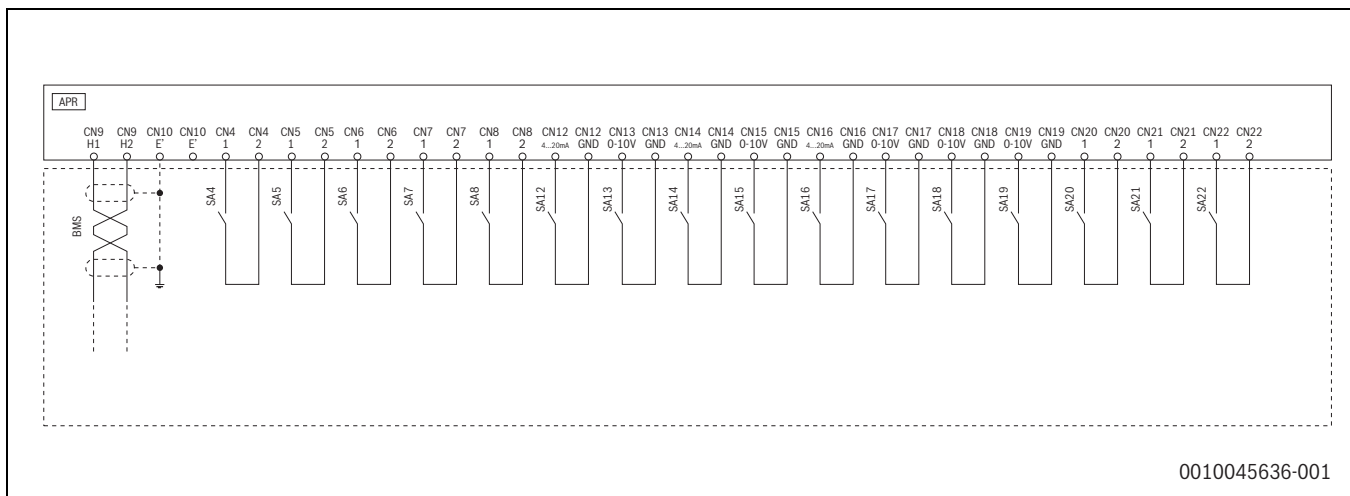 APR
CN9 CN9 CN10 CN10 CN4 CN4 CN5 CN5 CN6 CN6 CN7 CN7 CN8 CN8 CN12 CN12 CN13 CN13 CN14 CN14 CN15 CN15 CN16 CN16 CN17 CN17 CN18 CN18 CN19 CN19 CN20 CN20 CN21 CN21 CN22 CN22
H1 H2 E' E' 1 2 1 2 1 2 1 2 1 2 4...20mA GND 0-10V GND 4...20mA GND 0-10V GND 4...20mA GND 0-10V GND 0-10V GND 0-10V GND 1 2 1 2 1 2
BMS SA4 SA5 SA6 SA7 SA8 SA12 SA13 SA14 SA15 SA16 SA17 SA18 SA19 SA20 SA21 SA22
0010045636-001